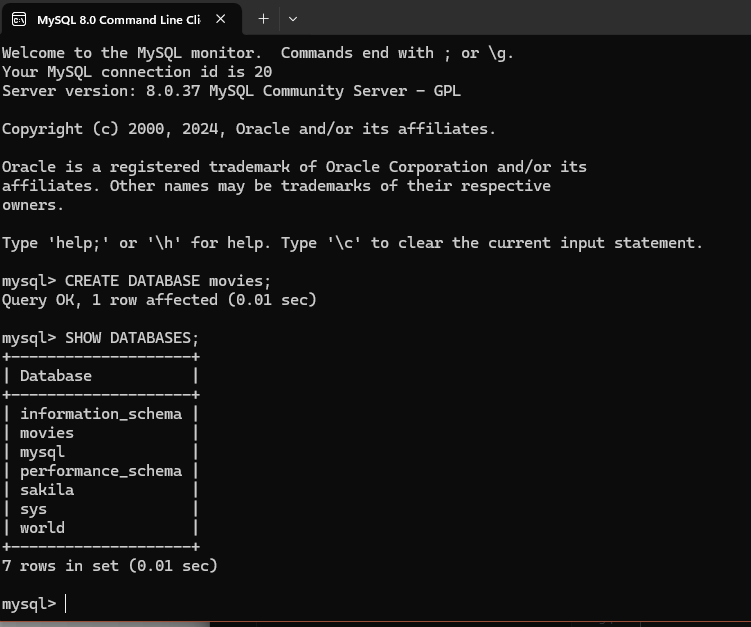 MySQL 8.0 Command Line Cli
Welcome to the MySQL monitor.  Commands end with ; or \g.
Your MySQL connection id is 20
Server version: 8.0.37 MySQL Community Server - GPL
Copyright (c) 2000, 2024, Oracle and/or its affiliates.
Oracle is a registered trademark of Oracle Corporation and/or its
affiliates. Other names may be trademarks of their respective
owners.
Type 'help;' or '\h' for help. Type '\c' to clear the current input statement.
mysql> CREATE DATABASE movies;
Query OK, 1 row affected (0.01 sec)
mysql> SHOW DATABASES;
+--------------------+
| Database           |
+--------------------+
| information_schema |
| movies             |
| mysql              |
| performance_schema |
| sakila             |
| sys                |
| world              |
+--------------------+
7 rows in set (0.01 sec)
mysql>